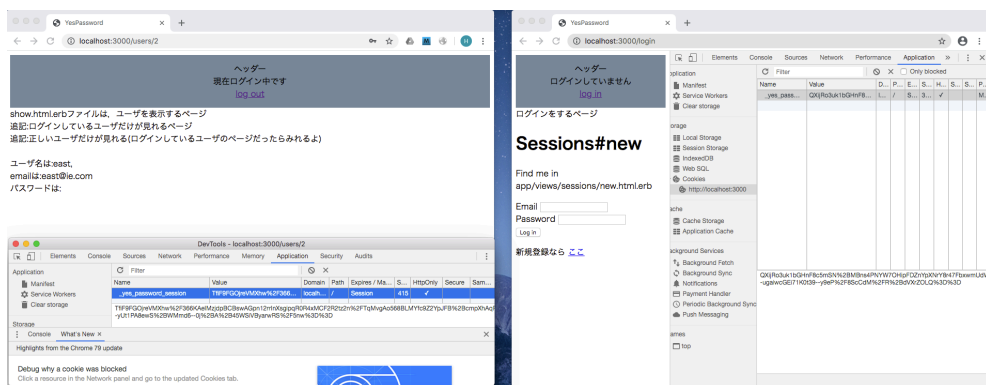 YesPassword
localhost:3000/users/2
ヘッダー
現在ログイン中です
log out
show.html.erbファイルは、ユーザを表示するページ
追記:ログインしているユーザだけが見れるページ
追記:正しいユーザだけが見れる(ログインしているユーザのページだったらみれるよ)
ユーザ名は:east,
emailは:east@ie.com
パスワードは:
DevTools - localhost:3000/users/2
Elements Console Sources Network Performance Memory Application Security Audits
Application
Manifest
Service Workers
Clear storage
Storage
Filter
Name Value Domain Path Expires / Ma... S... HttpOnly Secure Sam...
_yes_password_session localh... / Session 415 ✓
Console What's New ×
Highlights from the Chrome 79 update
Debug why a cookie was blocked
Click a resource in the Network panel and go to the updated Cookies tab.
YesPassword
localhost:3000/login
ヘッダー
ログインしていません
log in
ログインをするページ
Sessions#new
Find me in
app/views/sessions/new.html.erb
Email
Password
Log in
新規登録なら ここ
Elements Console Sources Network Performance Application »
pplication
Manifest
Service Workers
Clear storage
orage
Local Storage
Session Storage
IndexedDB
Web SQL
Cookies
http://localhost:3000
ache
Cache Storage
Application Cache
ackground Services
Background Fetch
Background Sync
Notifications
Payment Handler
Periodic Background Sync
Push Messaging
ames
top
Filter Only blocked
Name Value D... P... E... S... H... S... S... P...
_yes_pass... I... / S... 3... ✓ M.